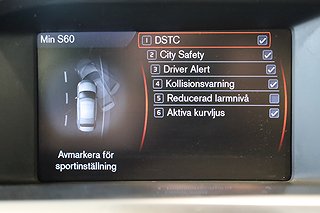 Min S60
1 DSTC
2 City Safety
3 Driver Alert
4 Kollisionsvarning
5 Reducerad larmnivå
6 Aktiva kurvljus
Avmarkera för
sportinställning